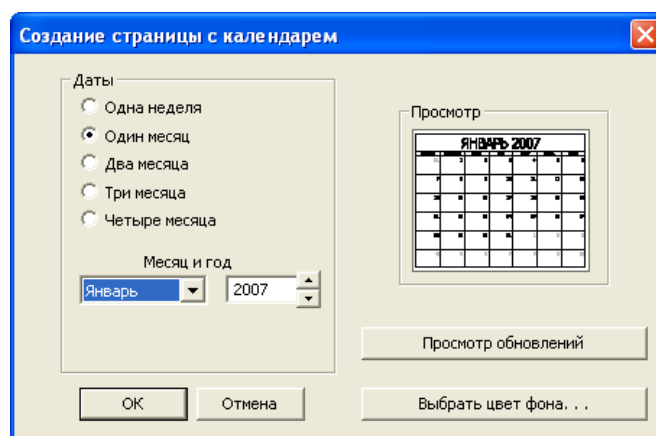 Создание страницы с календарем
Даты
Одна неделя
Один месяц
Два месяца
Три месяца
Четыре месяца
Месяц и год
Январь
2007
Просмотр
ЯНВАРЬ 2007
Просмотр обновлений
Выбрать цвет фона. . .
ОК
Отмена